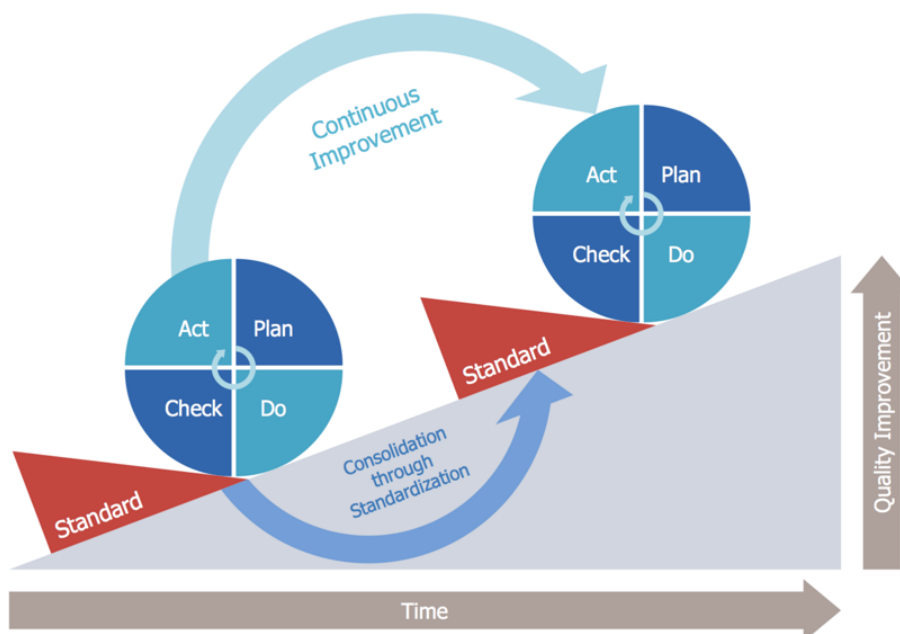 Continuous
Improvement
Act
Plan
Check
Do
Act
Plan
Check
Do
Standard
Standard
Consolidation
through
Standardization
Quality Improvement
Time